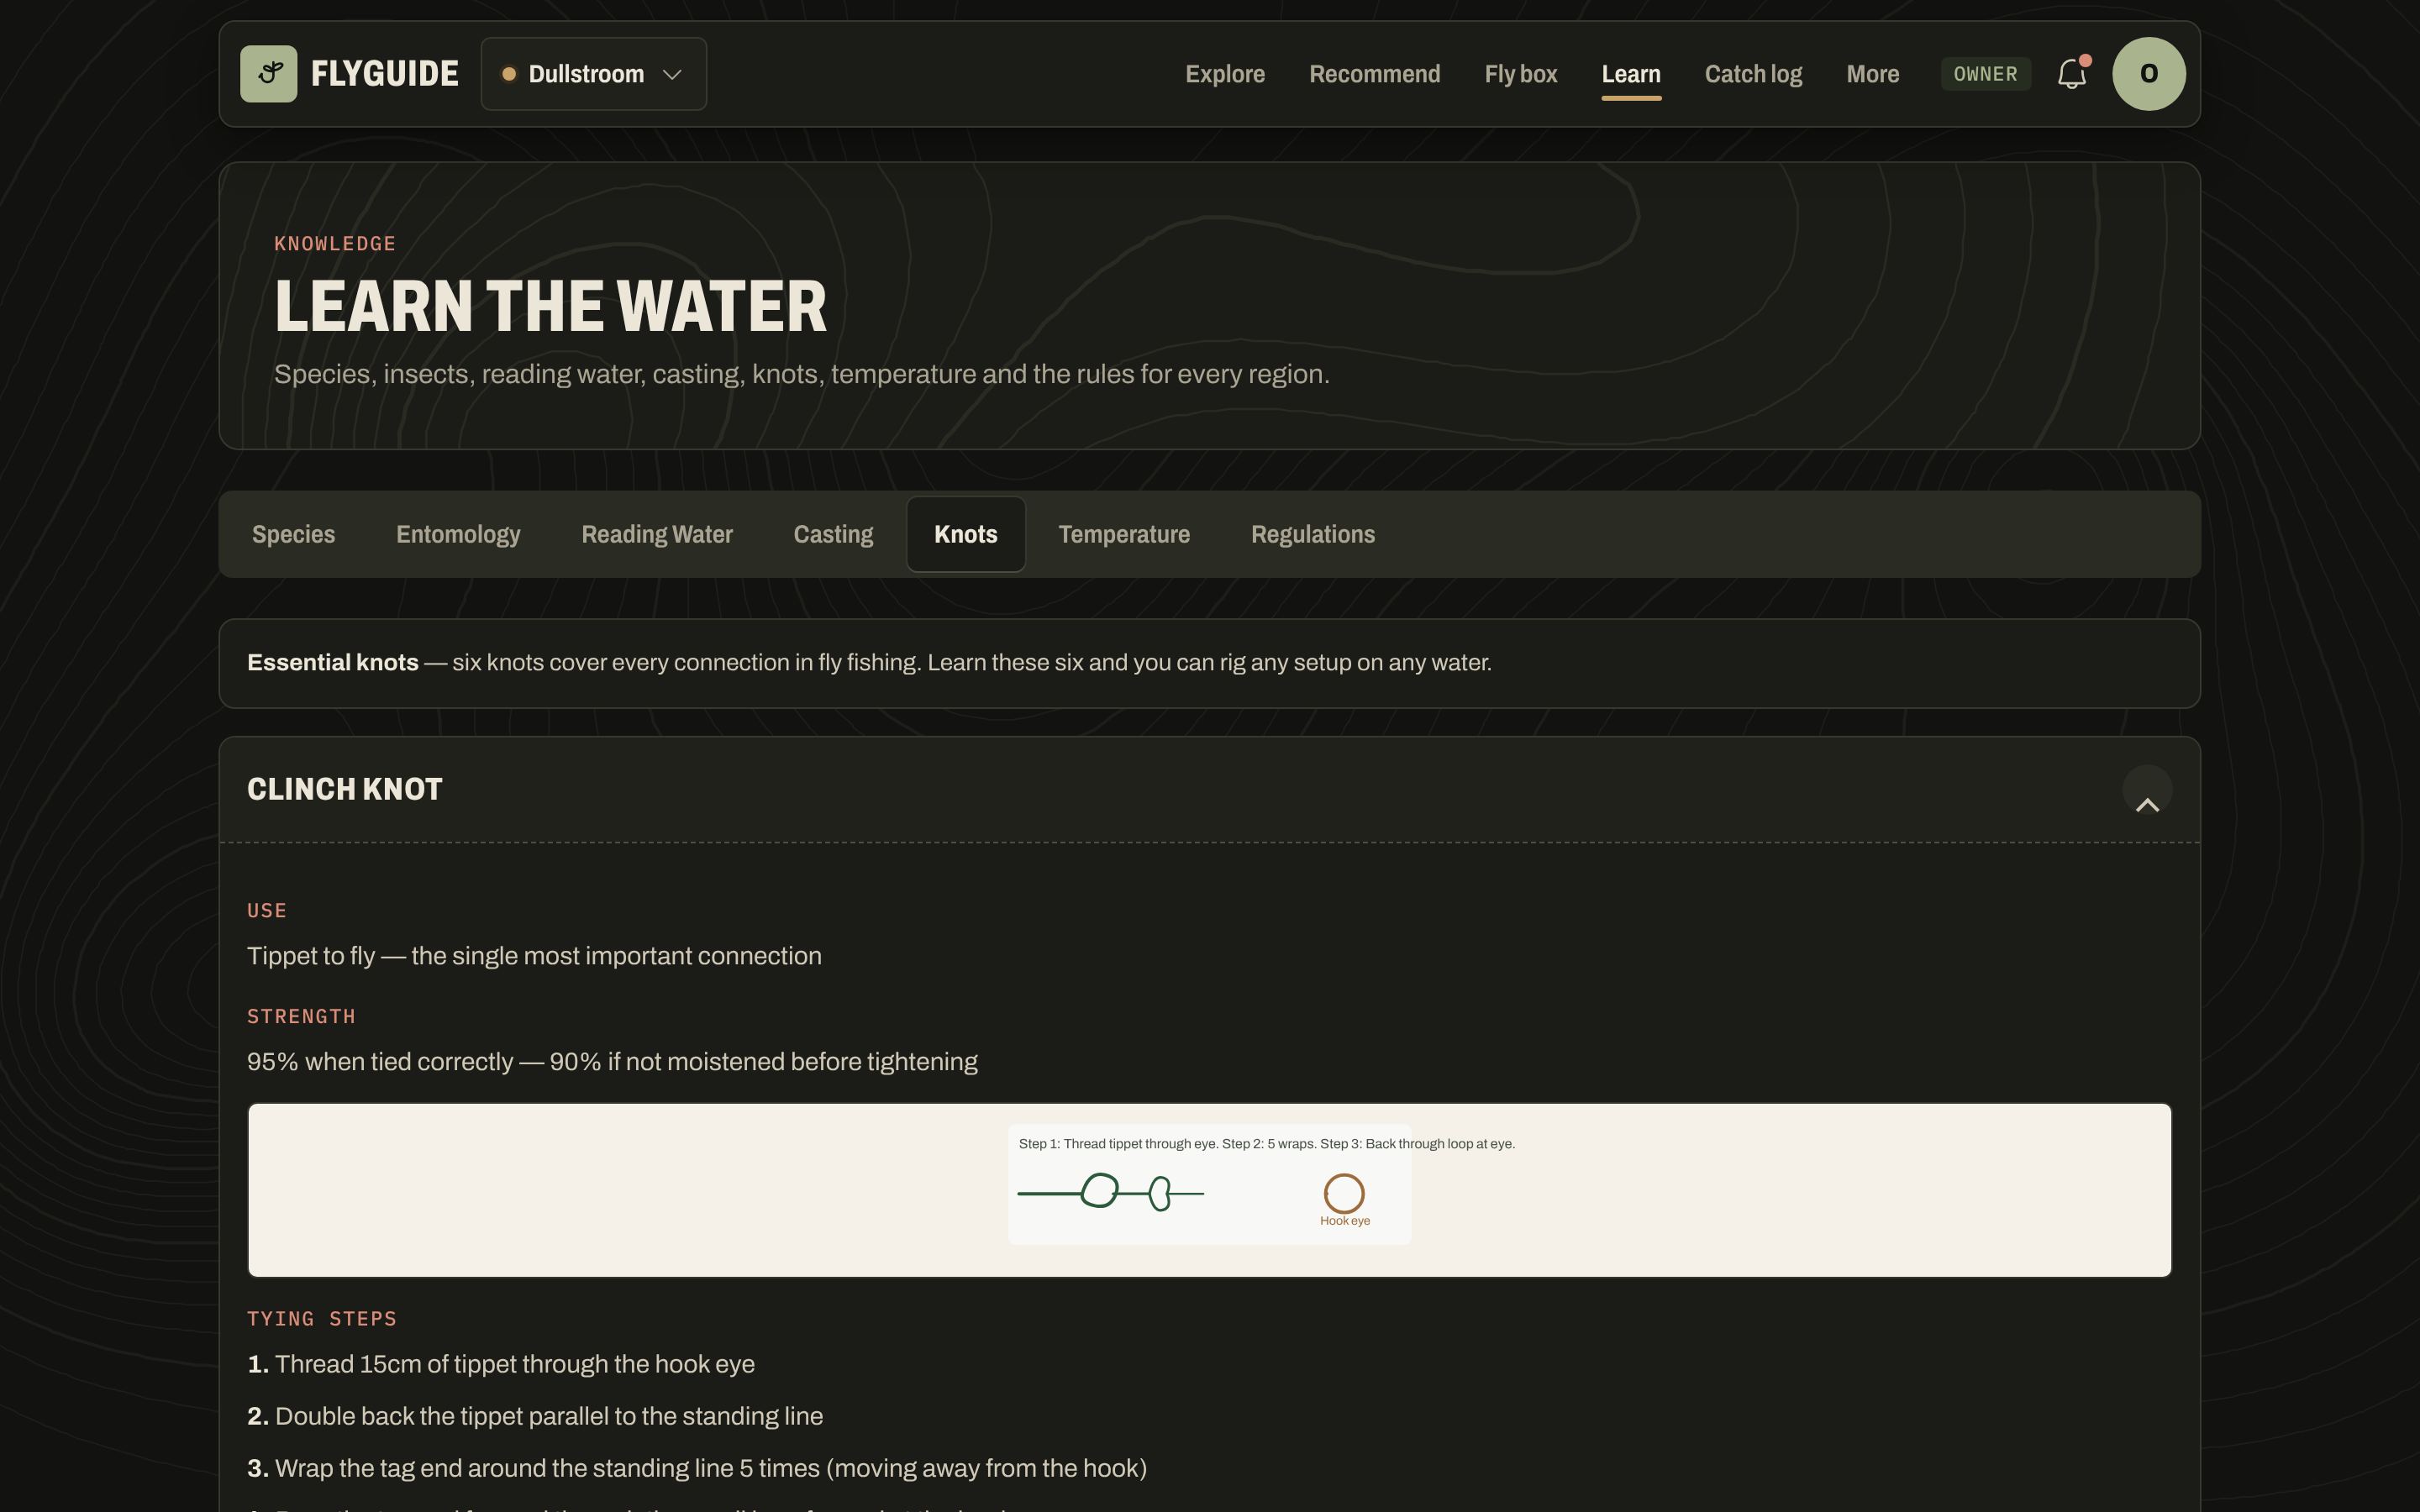 FLYGUIDE
Dullstroom
Explore
Recommend
Fly box
Learn
Catch log
More
OWNER
O
KNOWLEDGE
LEARN THE WATER
Species, insects, reading water, casting, knots, temperature and the rules for every region.
Species
Entomology
Reading Water
Casting
Knots
Temperature
Regulations
Essential knots — six knots cover every connection in fly fishing. Learn these six and you can rig any setup on any water.
CLINCH KNOT
USE
Tippet to fly — the single most important connection
STRENGTH
95% when tied correctly — 90% if not moistened before tightening
Step 1: Thread tippet through eye. Step 2: 5 wraps. Step 3: Back through loop at eye.
Hook eye
TYING STEPS
1. Thread 15cm of tippet through the hook eye
2. Double back the tippet parallel to the standing line
3. Wrap the tag end around the standing line 5 times (moving away from the hook)